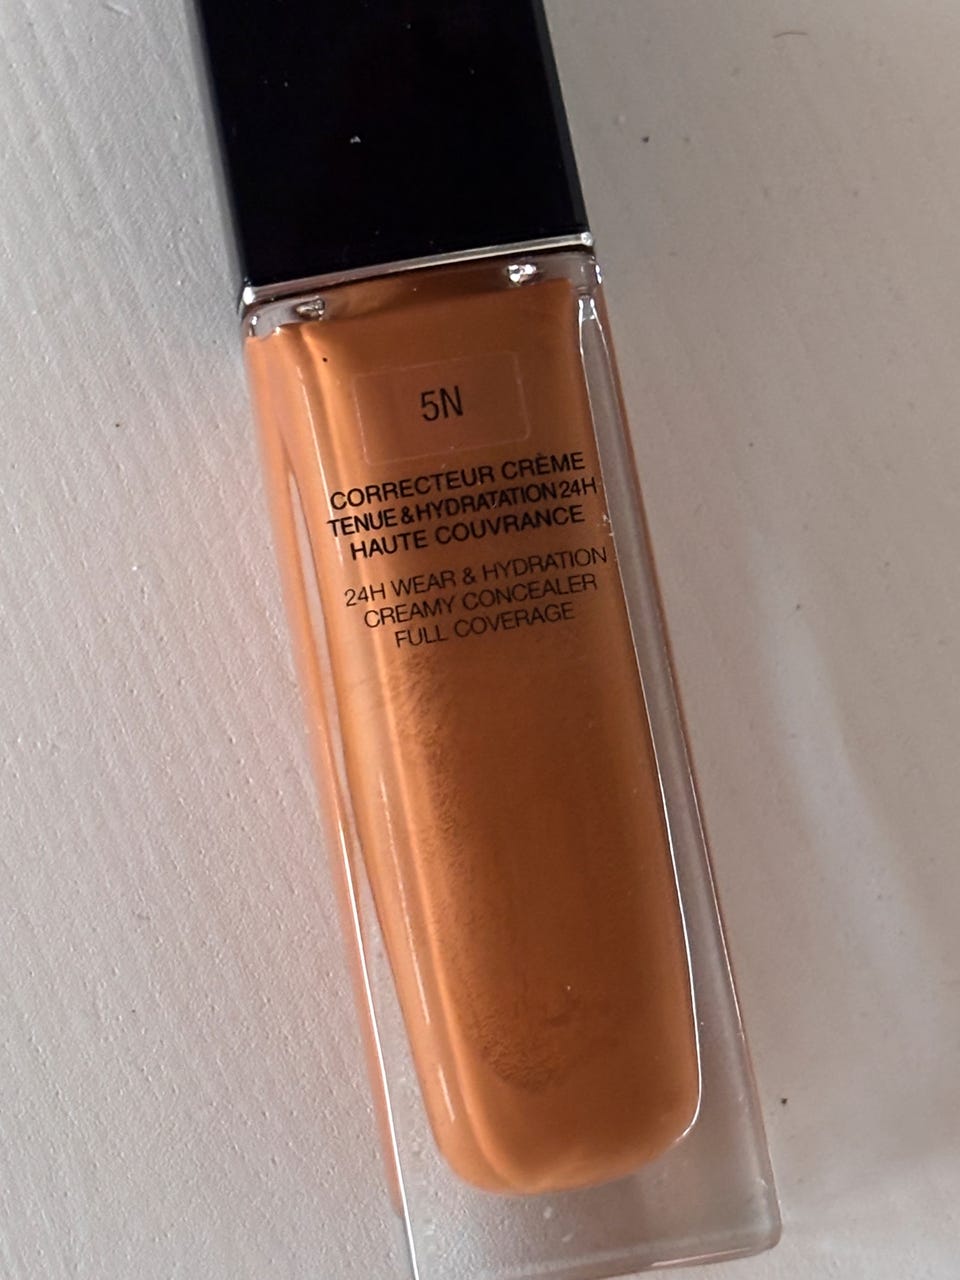 5N
CORRECTEUR CRÈME
TENUE & HYDRATATION 24H
HAUTE COUVRANCE
24H WEAR & HYDRATION
CREAMY CONCEALER
FULL COVERAGE